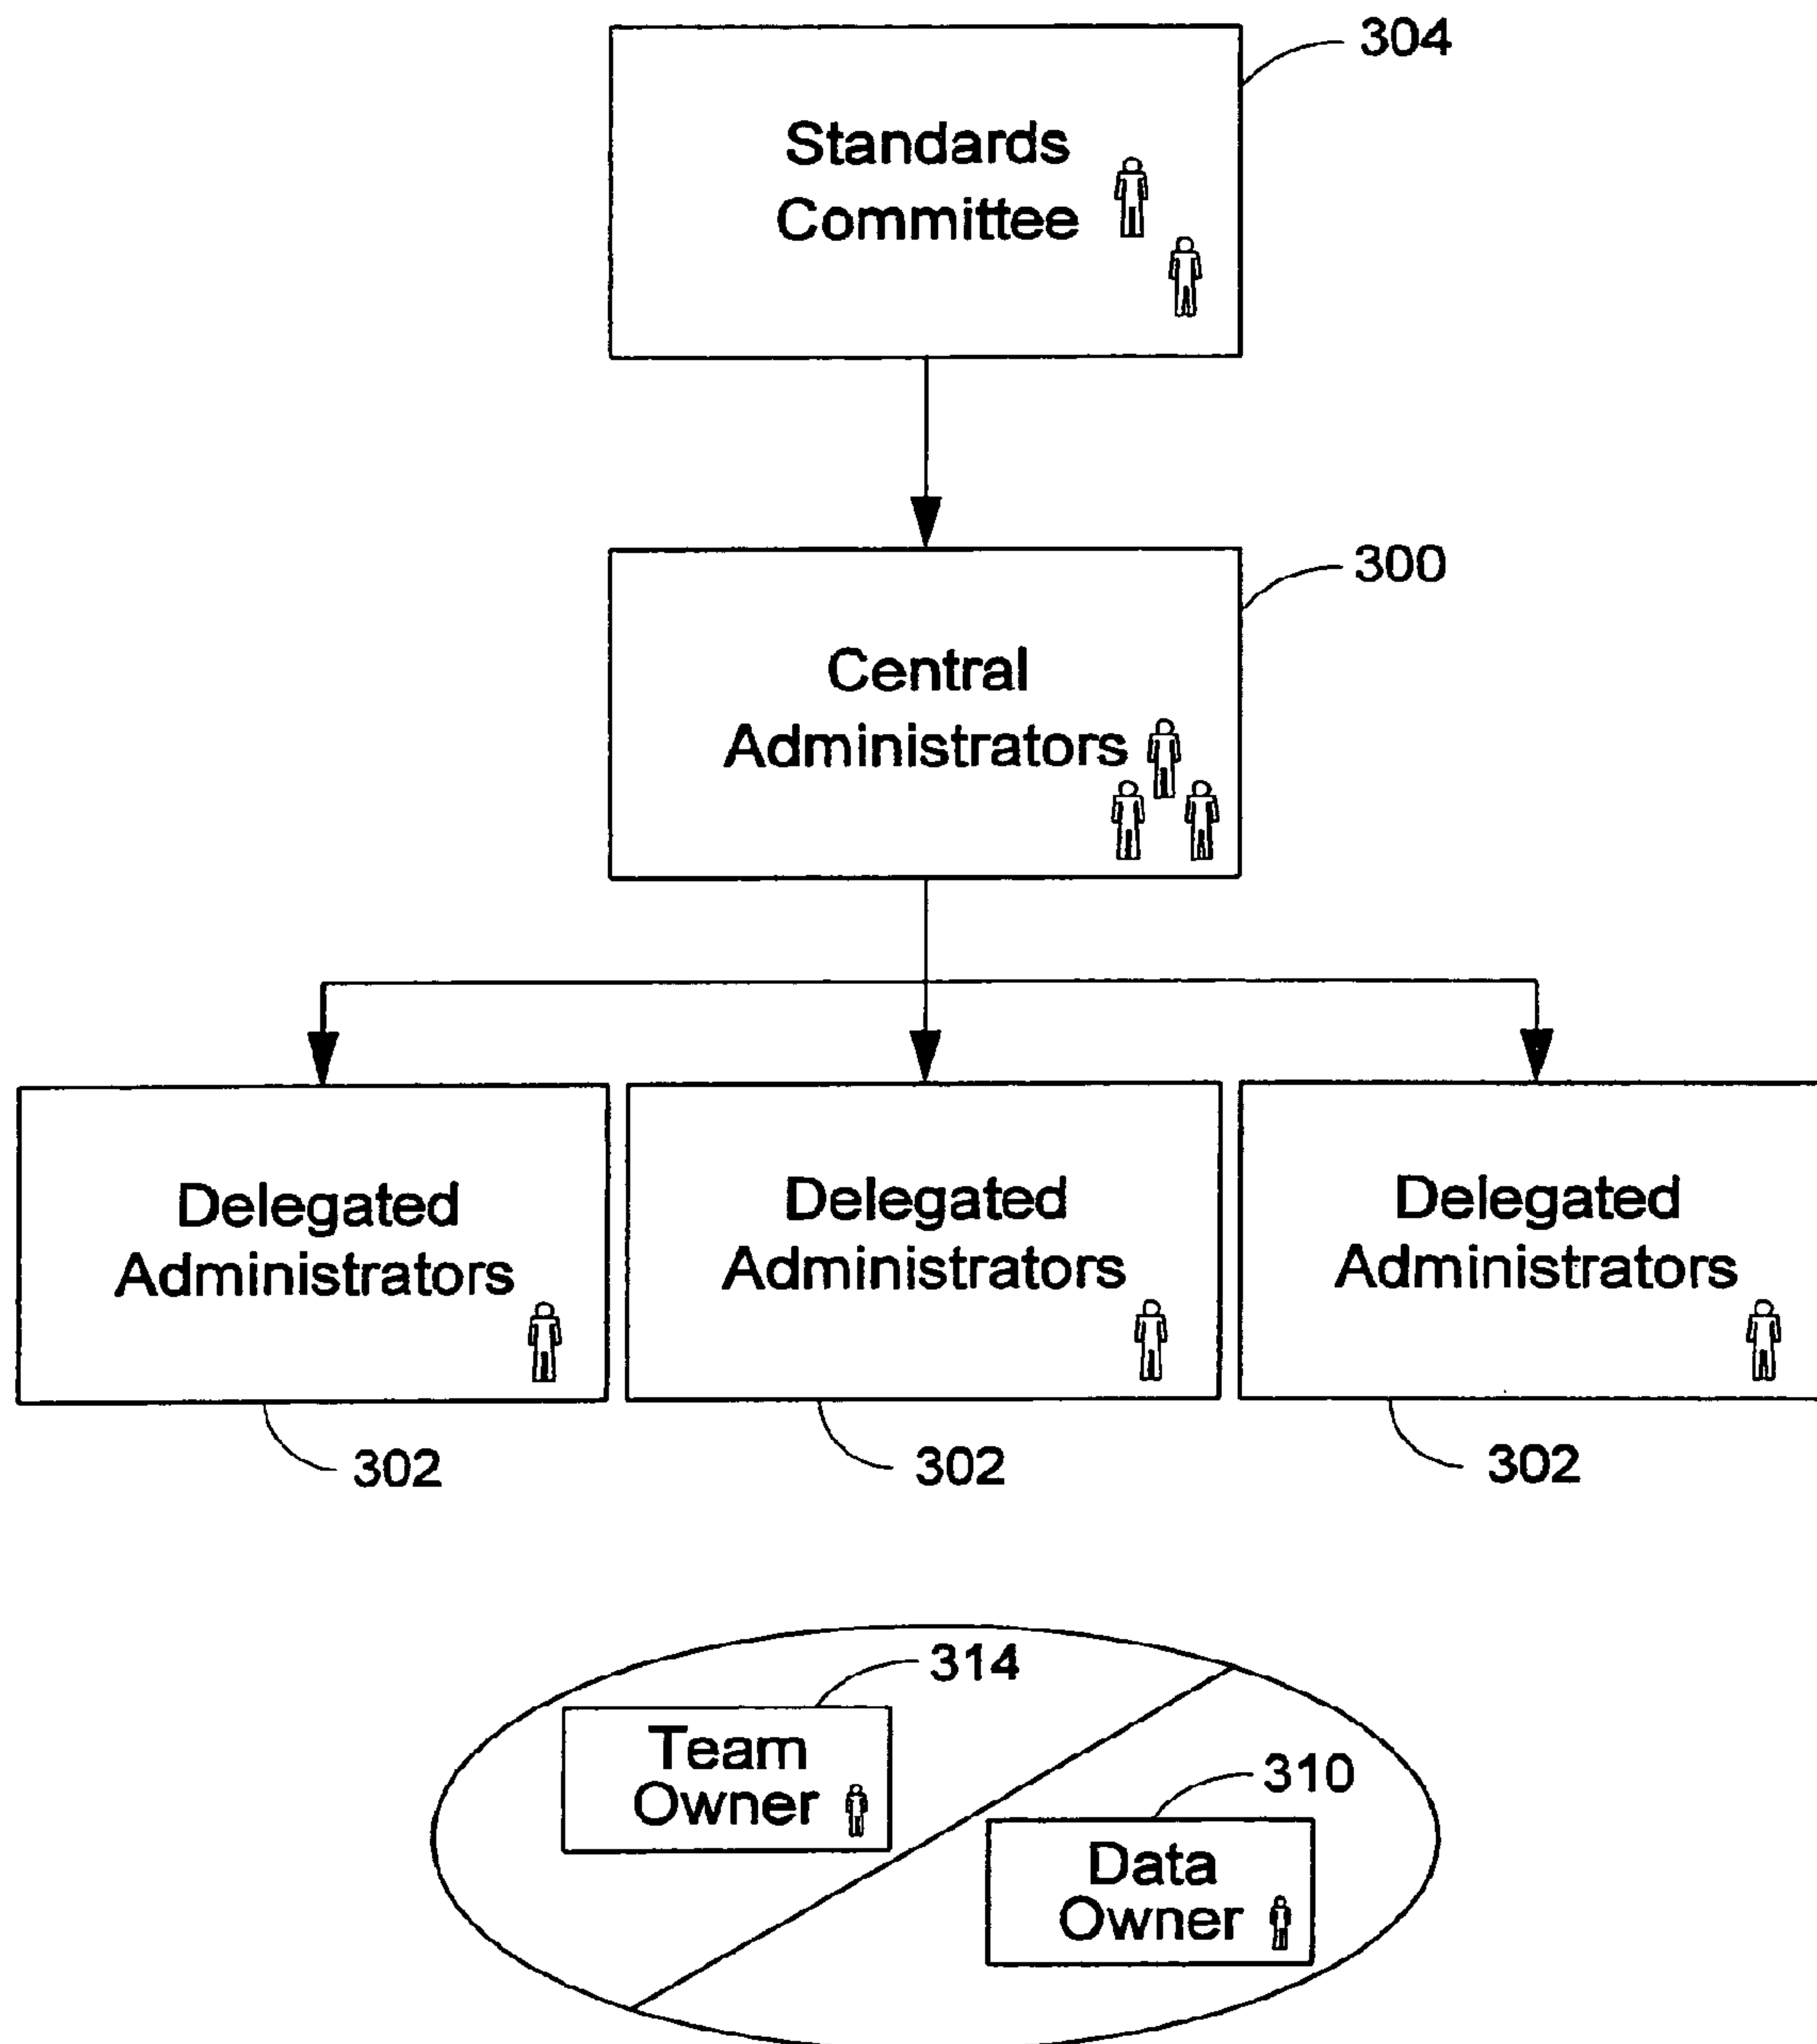 304
Standards
Committee
300
Central
Administrators
Delegated
Administrators
Delegated
Administrators
Delegated
Administrators
302
302
302
314
Team
Owner
310
Data
Owner